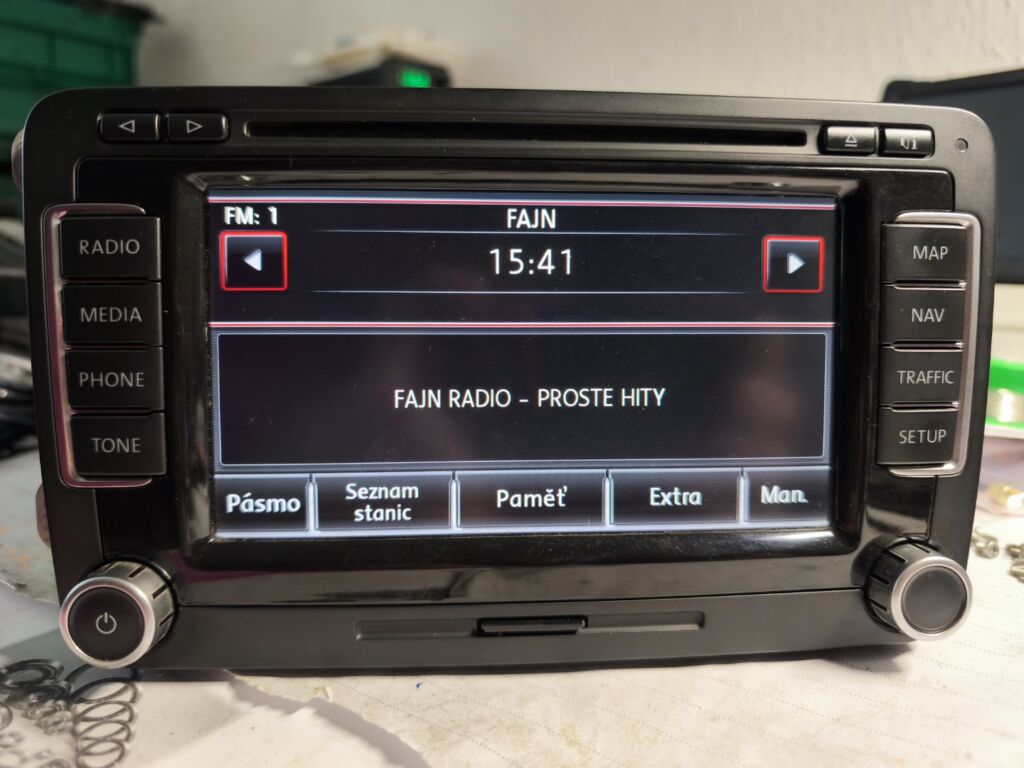 FM: 1
FAJN
15:41
FAJN RADIO - PROSTE HITY
Pásmo
Seznam
stanic
Paměť
Extra
Man.
RADIO
MEDIA
PHONE
TONE
MAP
NAV
TRAFFIC
SETUP